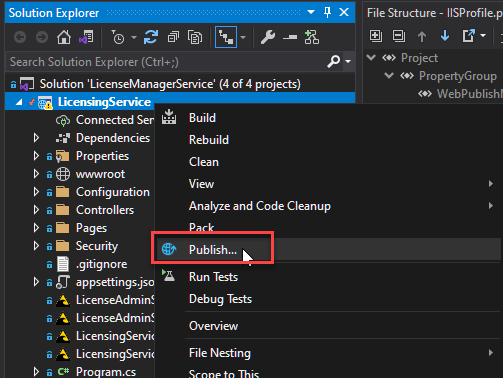 Solution Explorer
Search Solution Explorer (Ctrl+;)
Solution 'LicenseManagerService' (4 of 4 projects)
LicensingService
Connected Ser
Dependencies
Properties
wwwroot
Configuration
Controllers
Pages
Security
.gitignore
appsettings.jso
LicenseAdminS
LicenseAdminS
LicensingServic
LicensingServic
C# Program.cs
Build
Rebuild
Clean
View
Analyze and Code Cleanup
Pack
Publish...
Run Tests
Debug Tests
Overview
File Nesting
Scope to This
File Structure - IISProfile.p
Project
PropertyGroup
WebPublishM